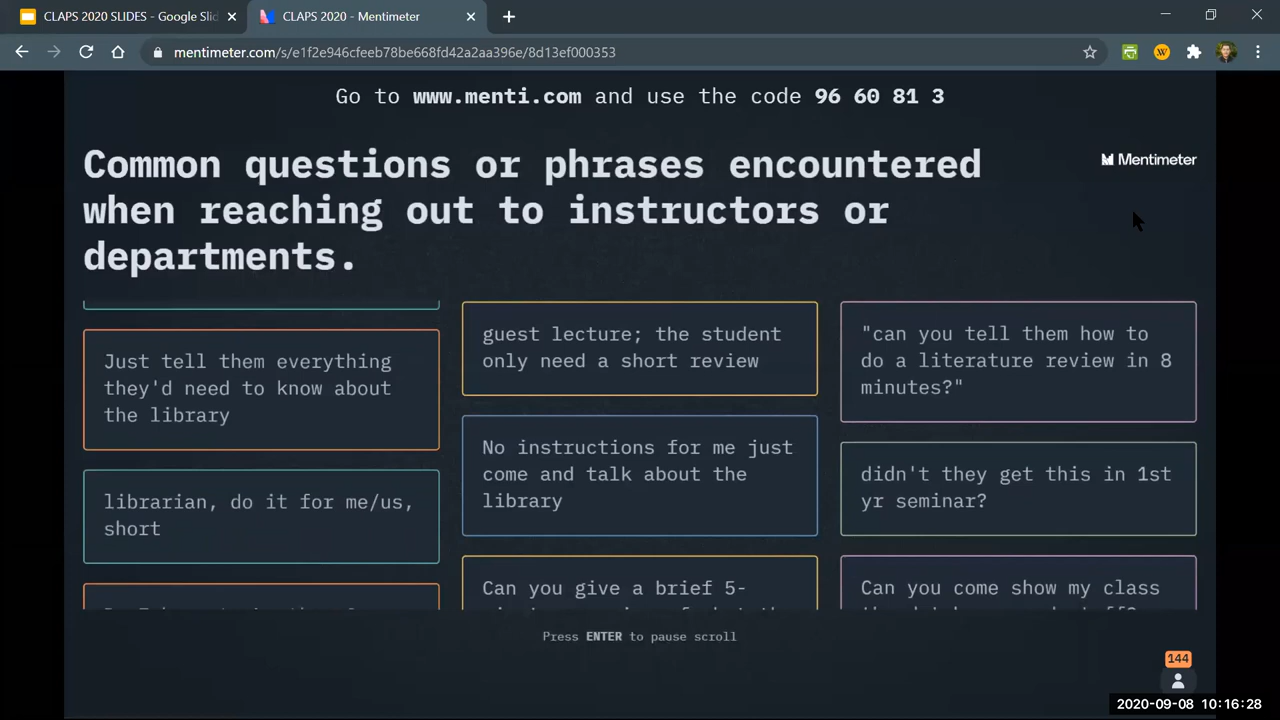 CLAPS 2020 SLIDES - Google Sli
CLAPS 2020 - Mentimeter
mentimeter.com/s/e1f2e946cfeeb78be668fd42a2aa396e/8d13ef000353
Go to www.menti.com and use the code 96 60 81 3
Common questions or phrases encountered
when reaching out to instructors or
departments.
Mentimeter
Just tell them everything
they'd need to know about
the library
librarian, do it for me/us,
short
guest lecture; the student
only need a short review
No instructions for me just
come and talk about the
library
Can you give a brief 5-
"can you tell them how to
do a literature review in 8
minutes?"
didn't they get this in 1st
yr seminar?
Can you come show my class
Press ENTER to pause scroll
144
2020-09-08 10:16:28